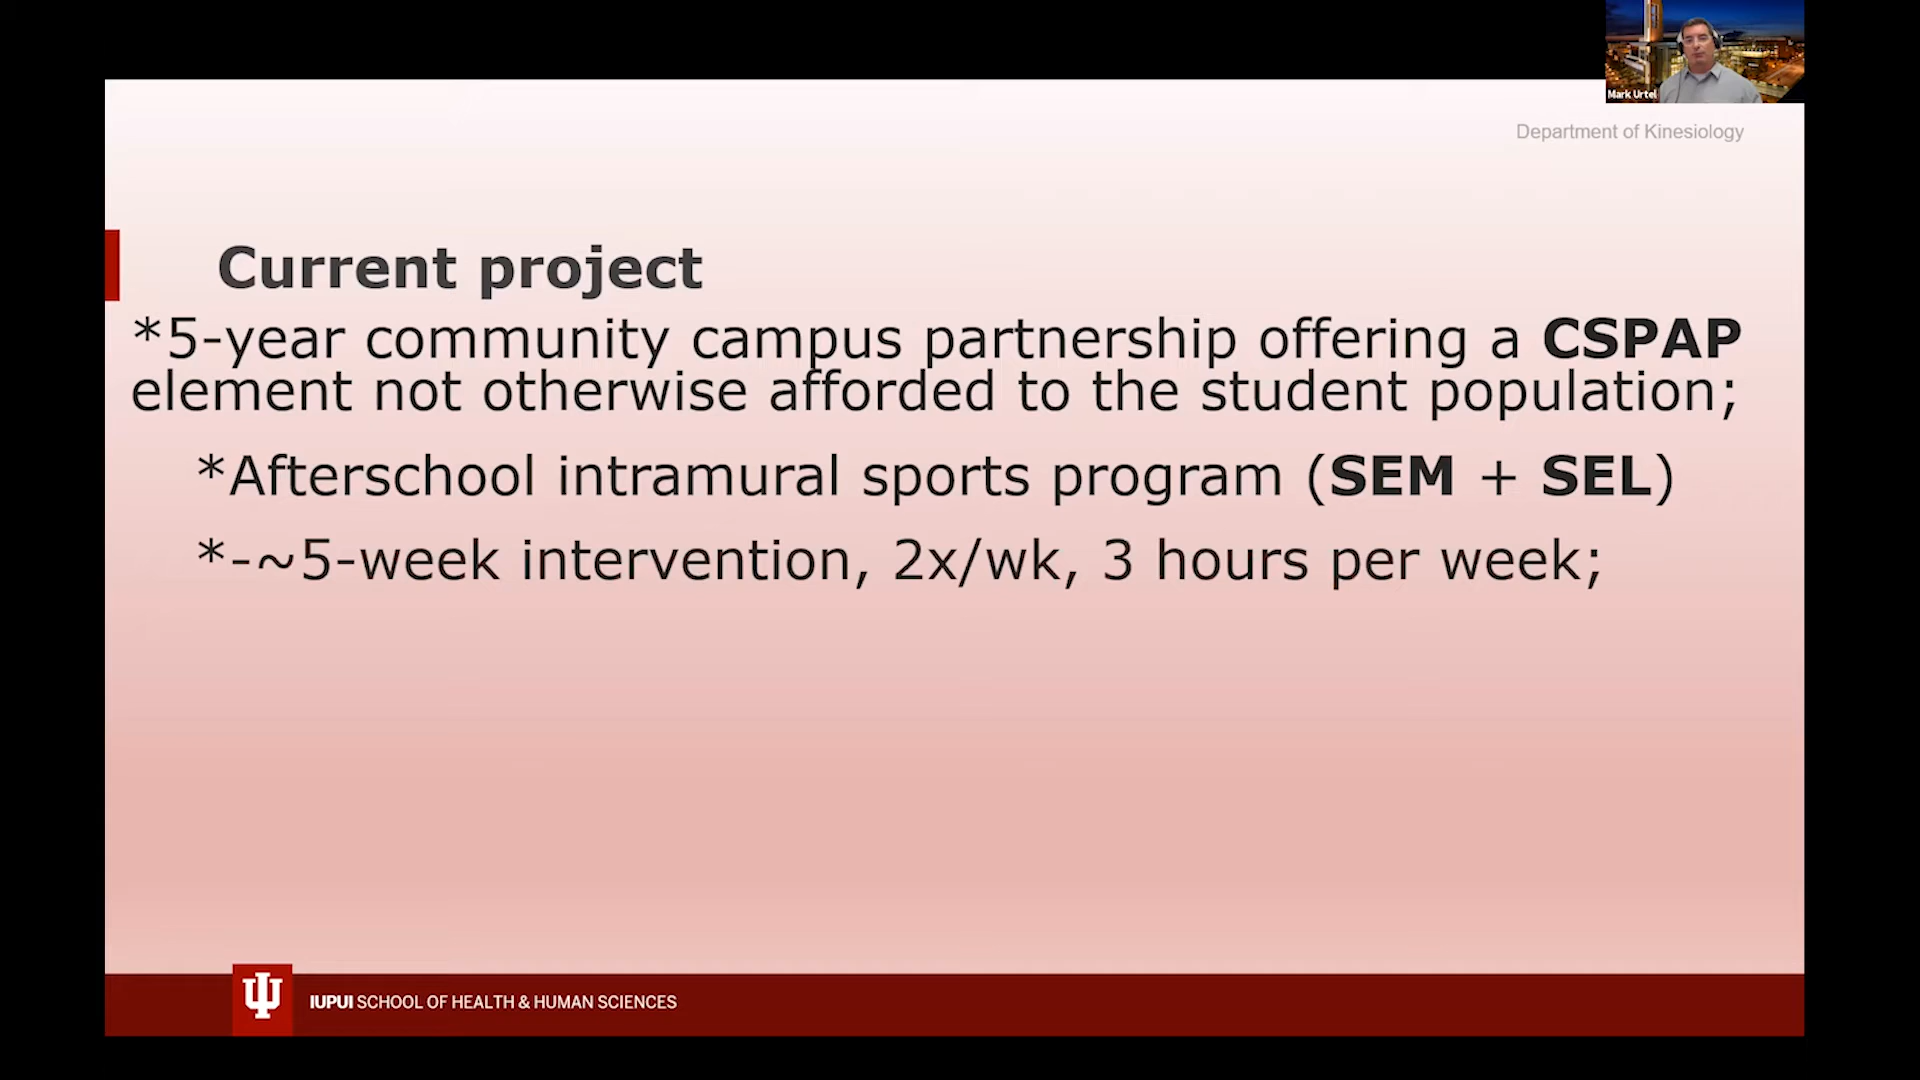 Mark Urtel
Department of Kinesiology
Current project
*5-year community campus partnership offering a CSPAP
element not otherwise afforded to the student population;
*Afterschool intramural sports program (SEM + SEL)
*-~5-week intervention, 2x/wk, 3 hours per week;
IUPUI SCHOOL OF HEALTH & HUMAN SCIENCES